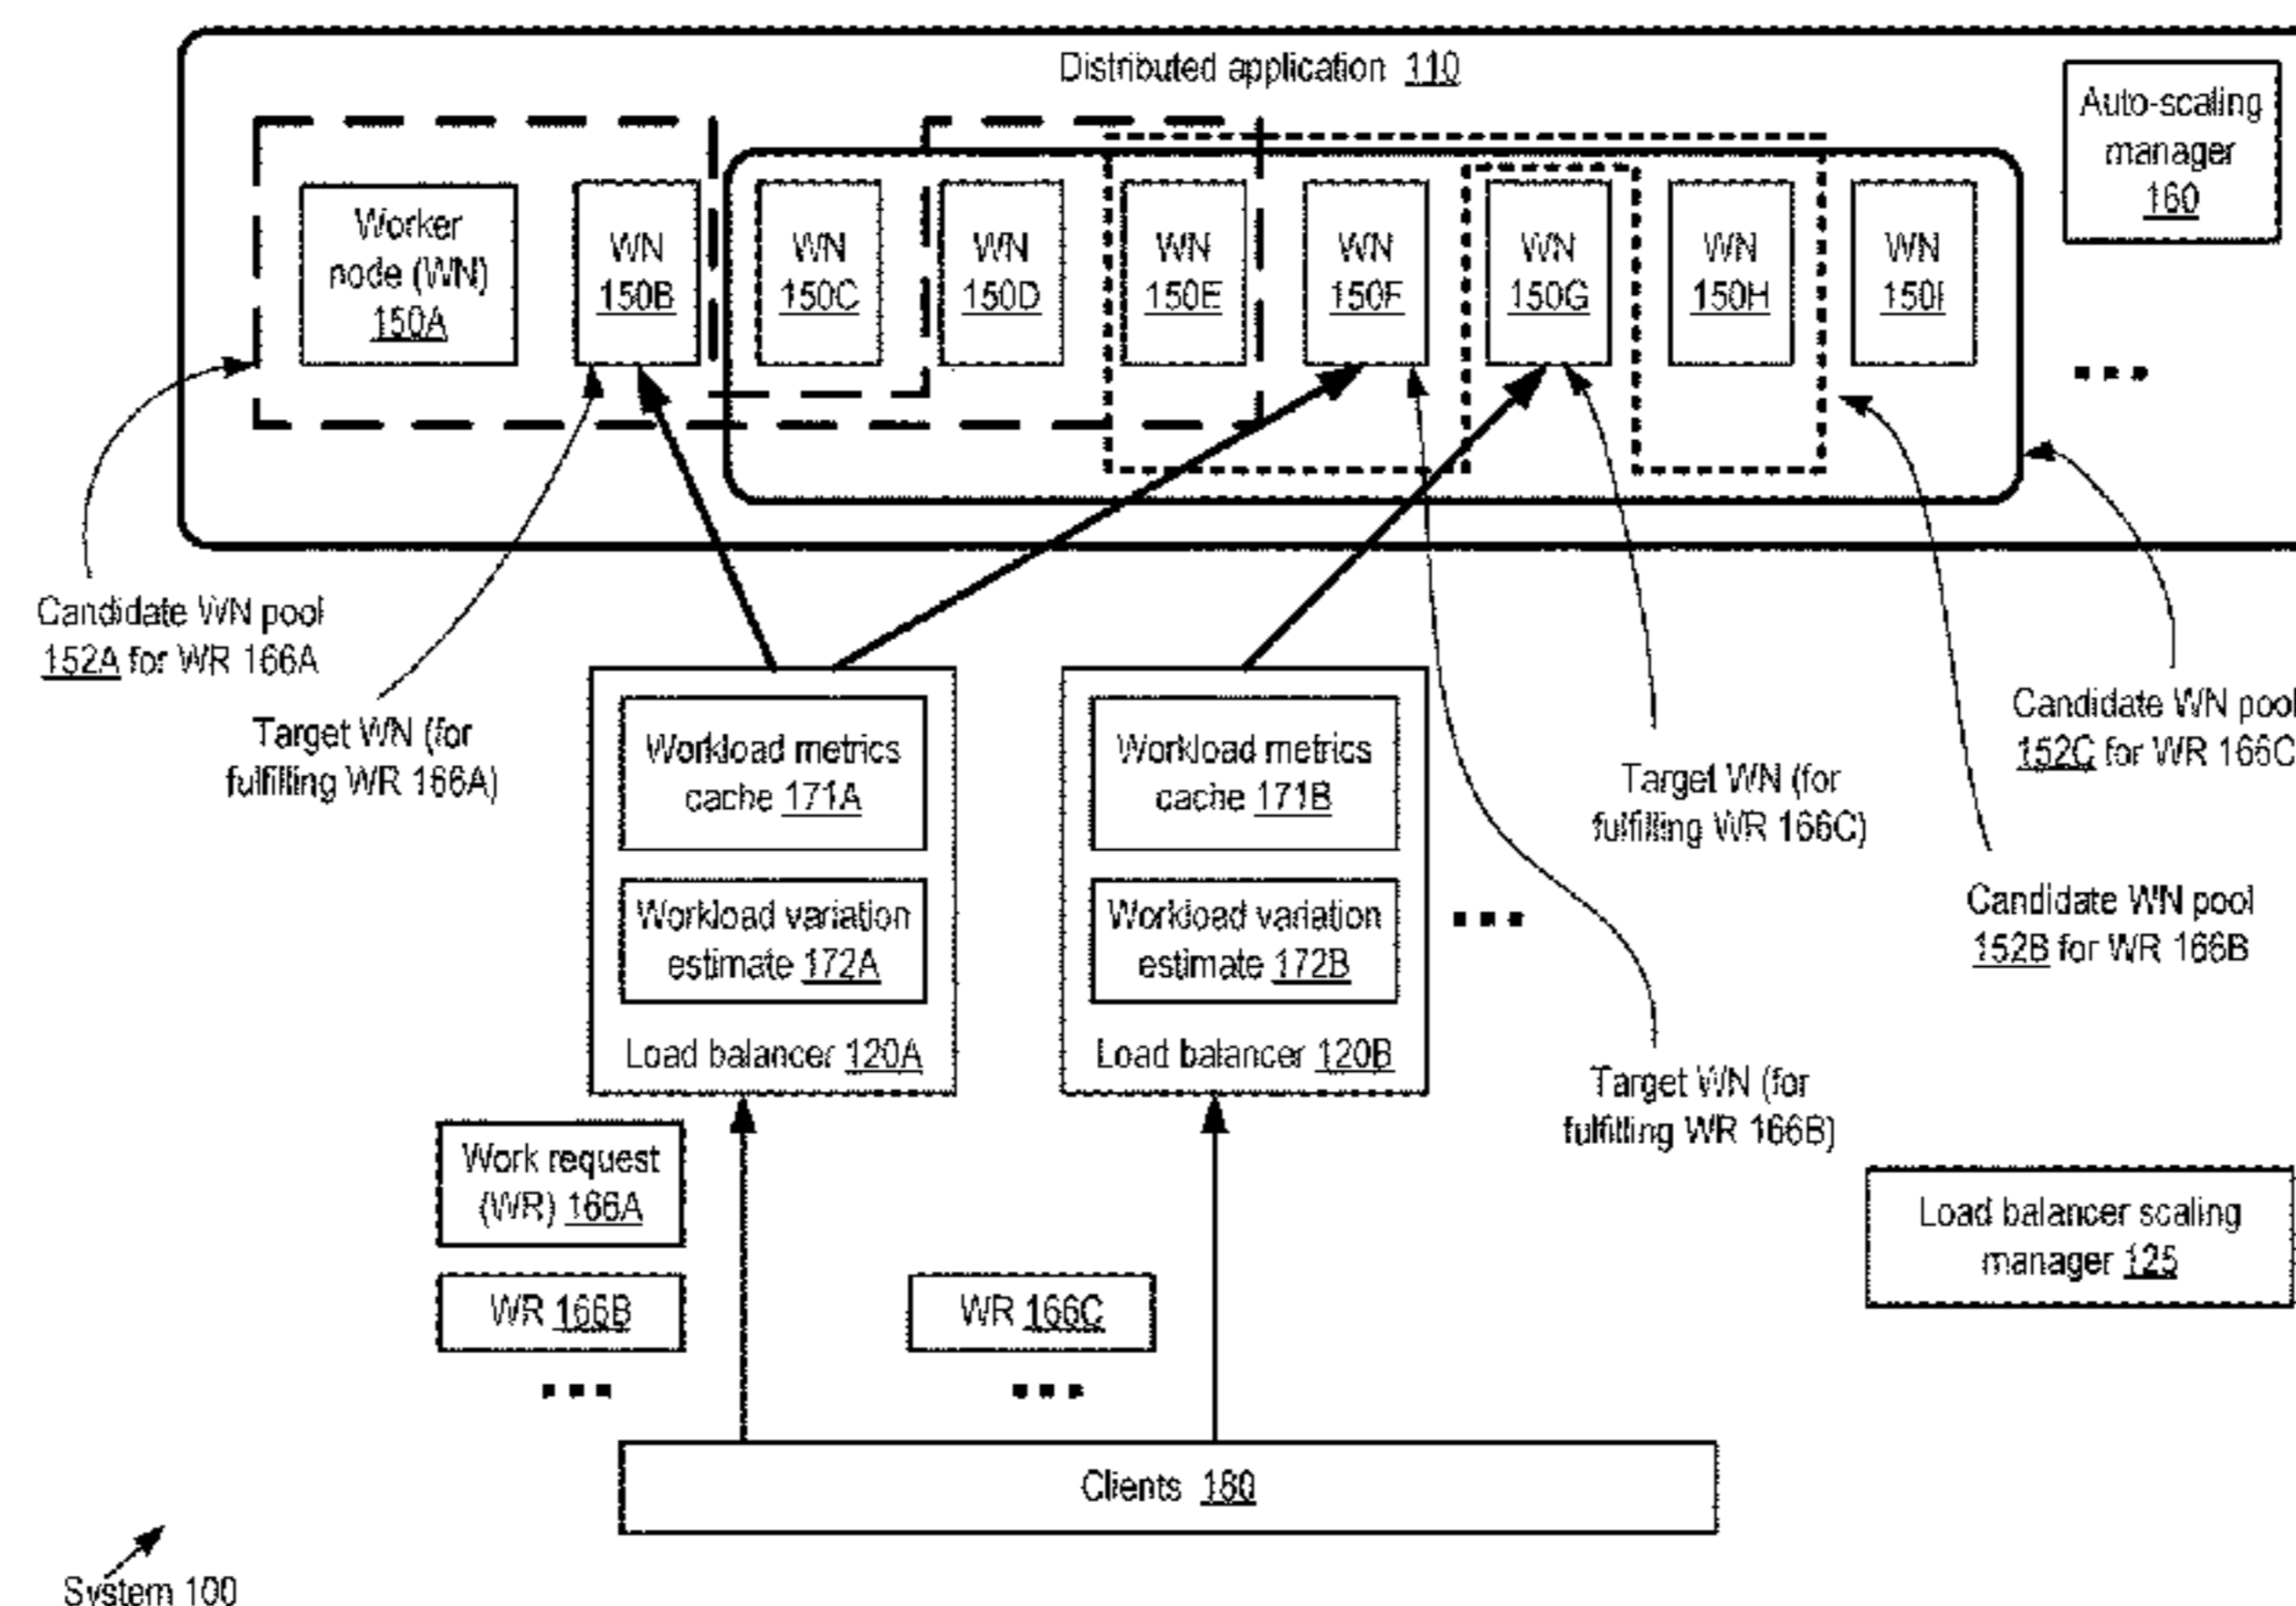 Distributed application 110
Auto-scaling
manager
160
Worker
node (WN)
150A
WN
150B
WN
150C
WN
150D
WN
150E
WN
150F
WN
150G
WN
150H
WN
150I
Candidate WN pool
152A for WR 166A
Target WN (for
fulfilling WR 166A)
Workload metrics
cache 171A
Workload variation
estimate 172A
Load balancer 120A
Workload metrics
cache 171B
Workload variation
estimate 172B
Load balancer 120B
Target WN (for
fulfilling WR 166C)
Candidate WN pool
152C for WR 166C
Candidate WN pool
152B for WR 166B
Target WN (for
fulfilling WR 166B)
Work request
(WR) 166A
WR 166B
WR 166C
Load balancer scaling
manager 125
Clients 180
System 100